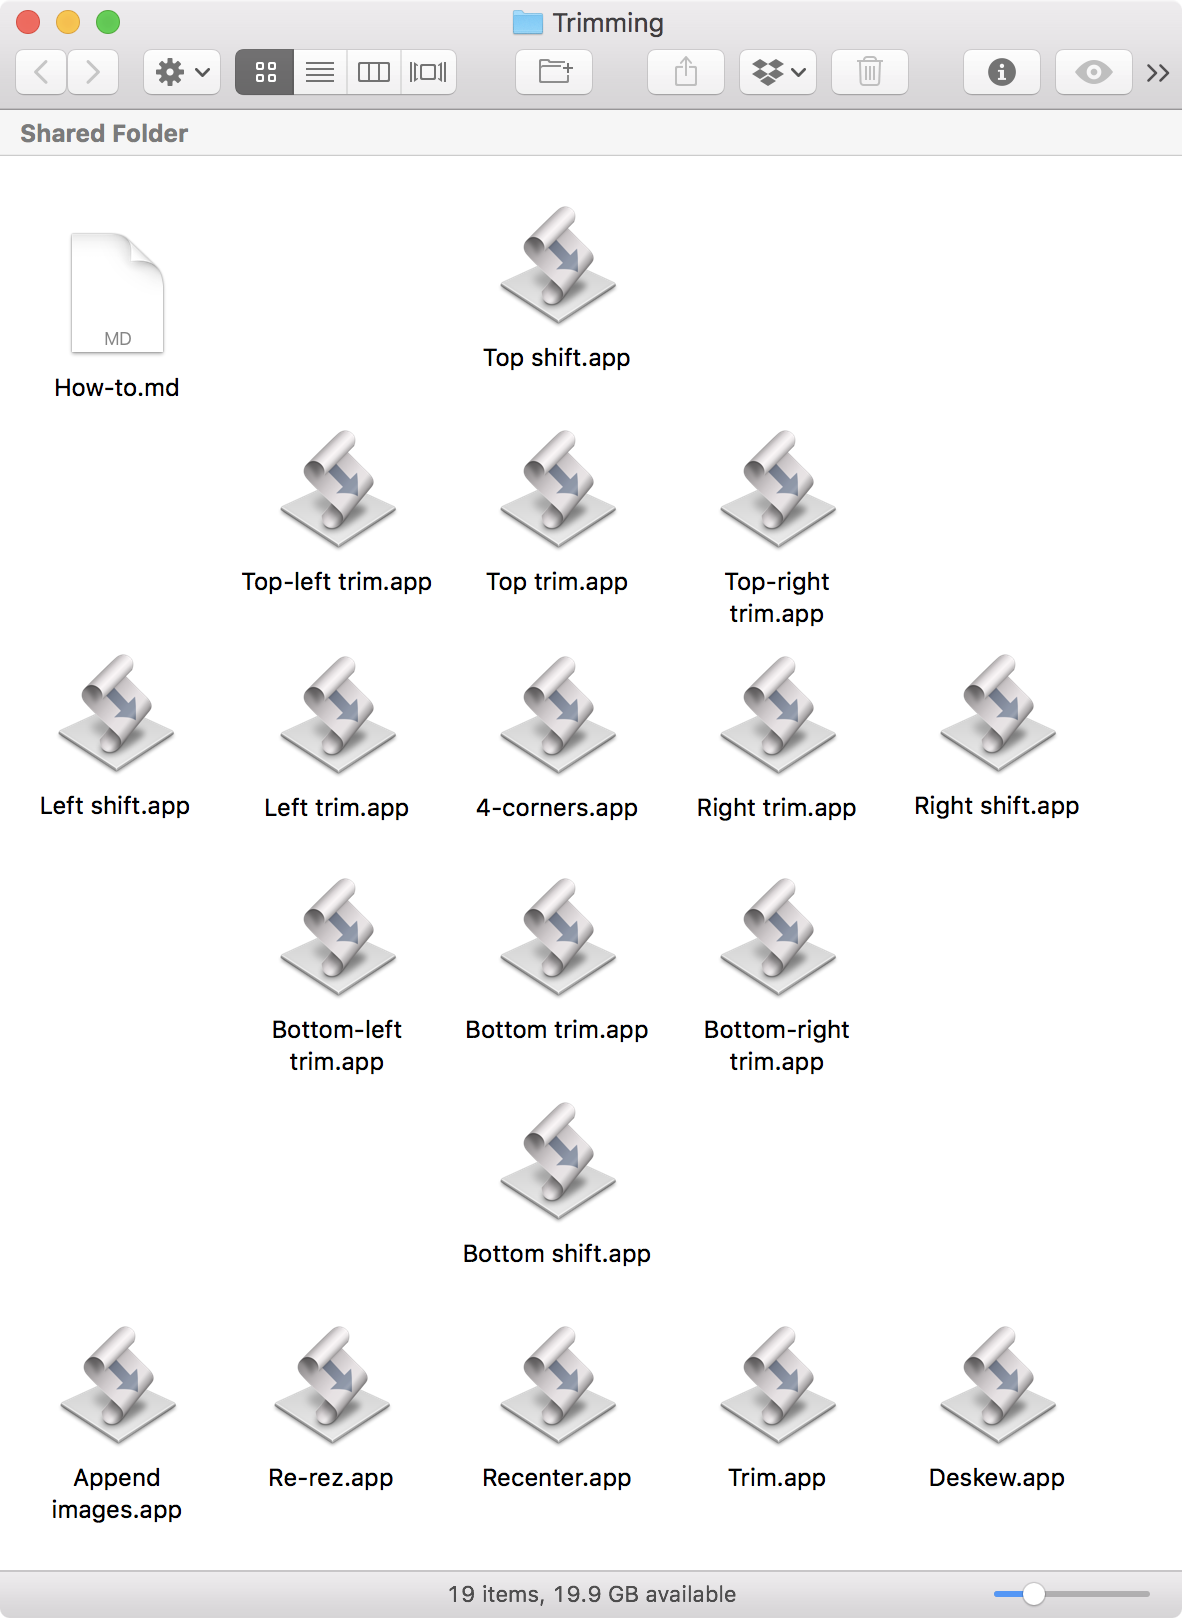 Trimming
Shared Folder
MD
How-to.md
Top shift.app
Top-left trim.app
Top trim.app
Top-right
trim.app
Left shift.app
Left trim.app
4-corners.app
Right trim.app
Right shift.app
Bottom-left
trim.app
Bottom trim.app
Bottom-right
trim.app
Bottom shift.app
Append
images.app
Re-rez.app
Recenter.app
Trim.app
Deskew.app
19 items, 19.9 GB available